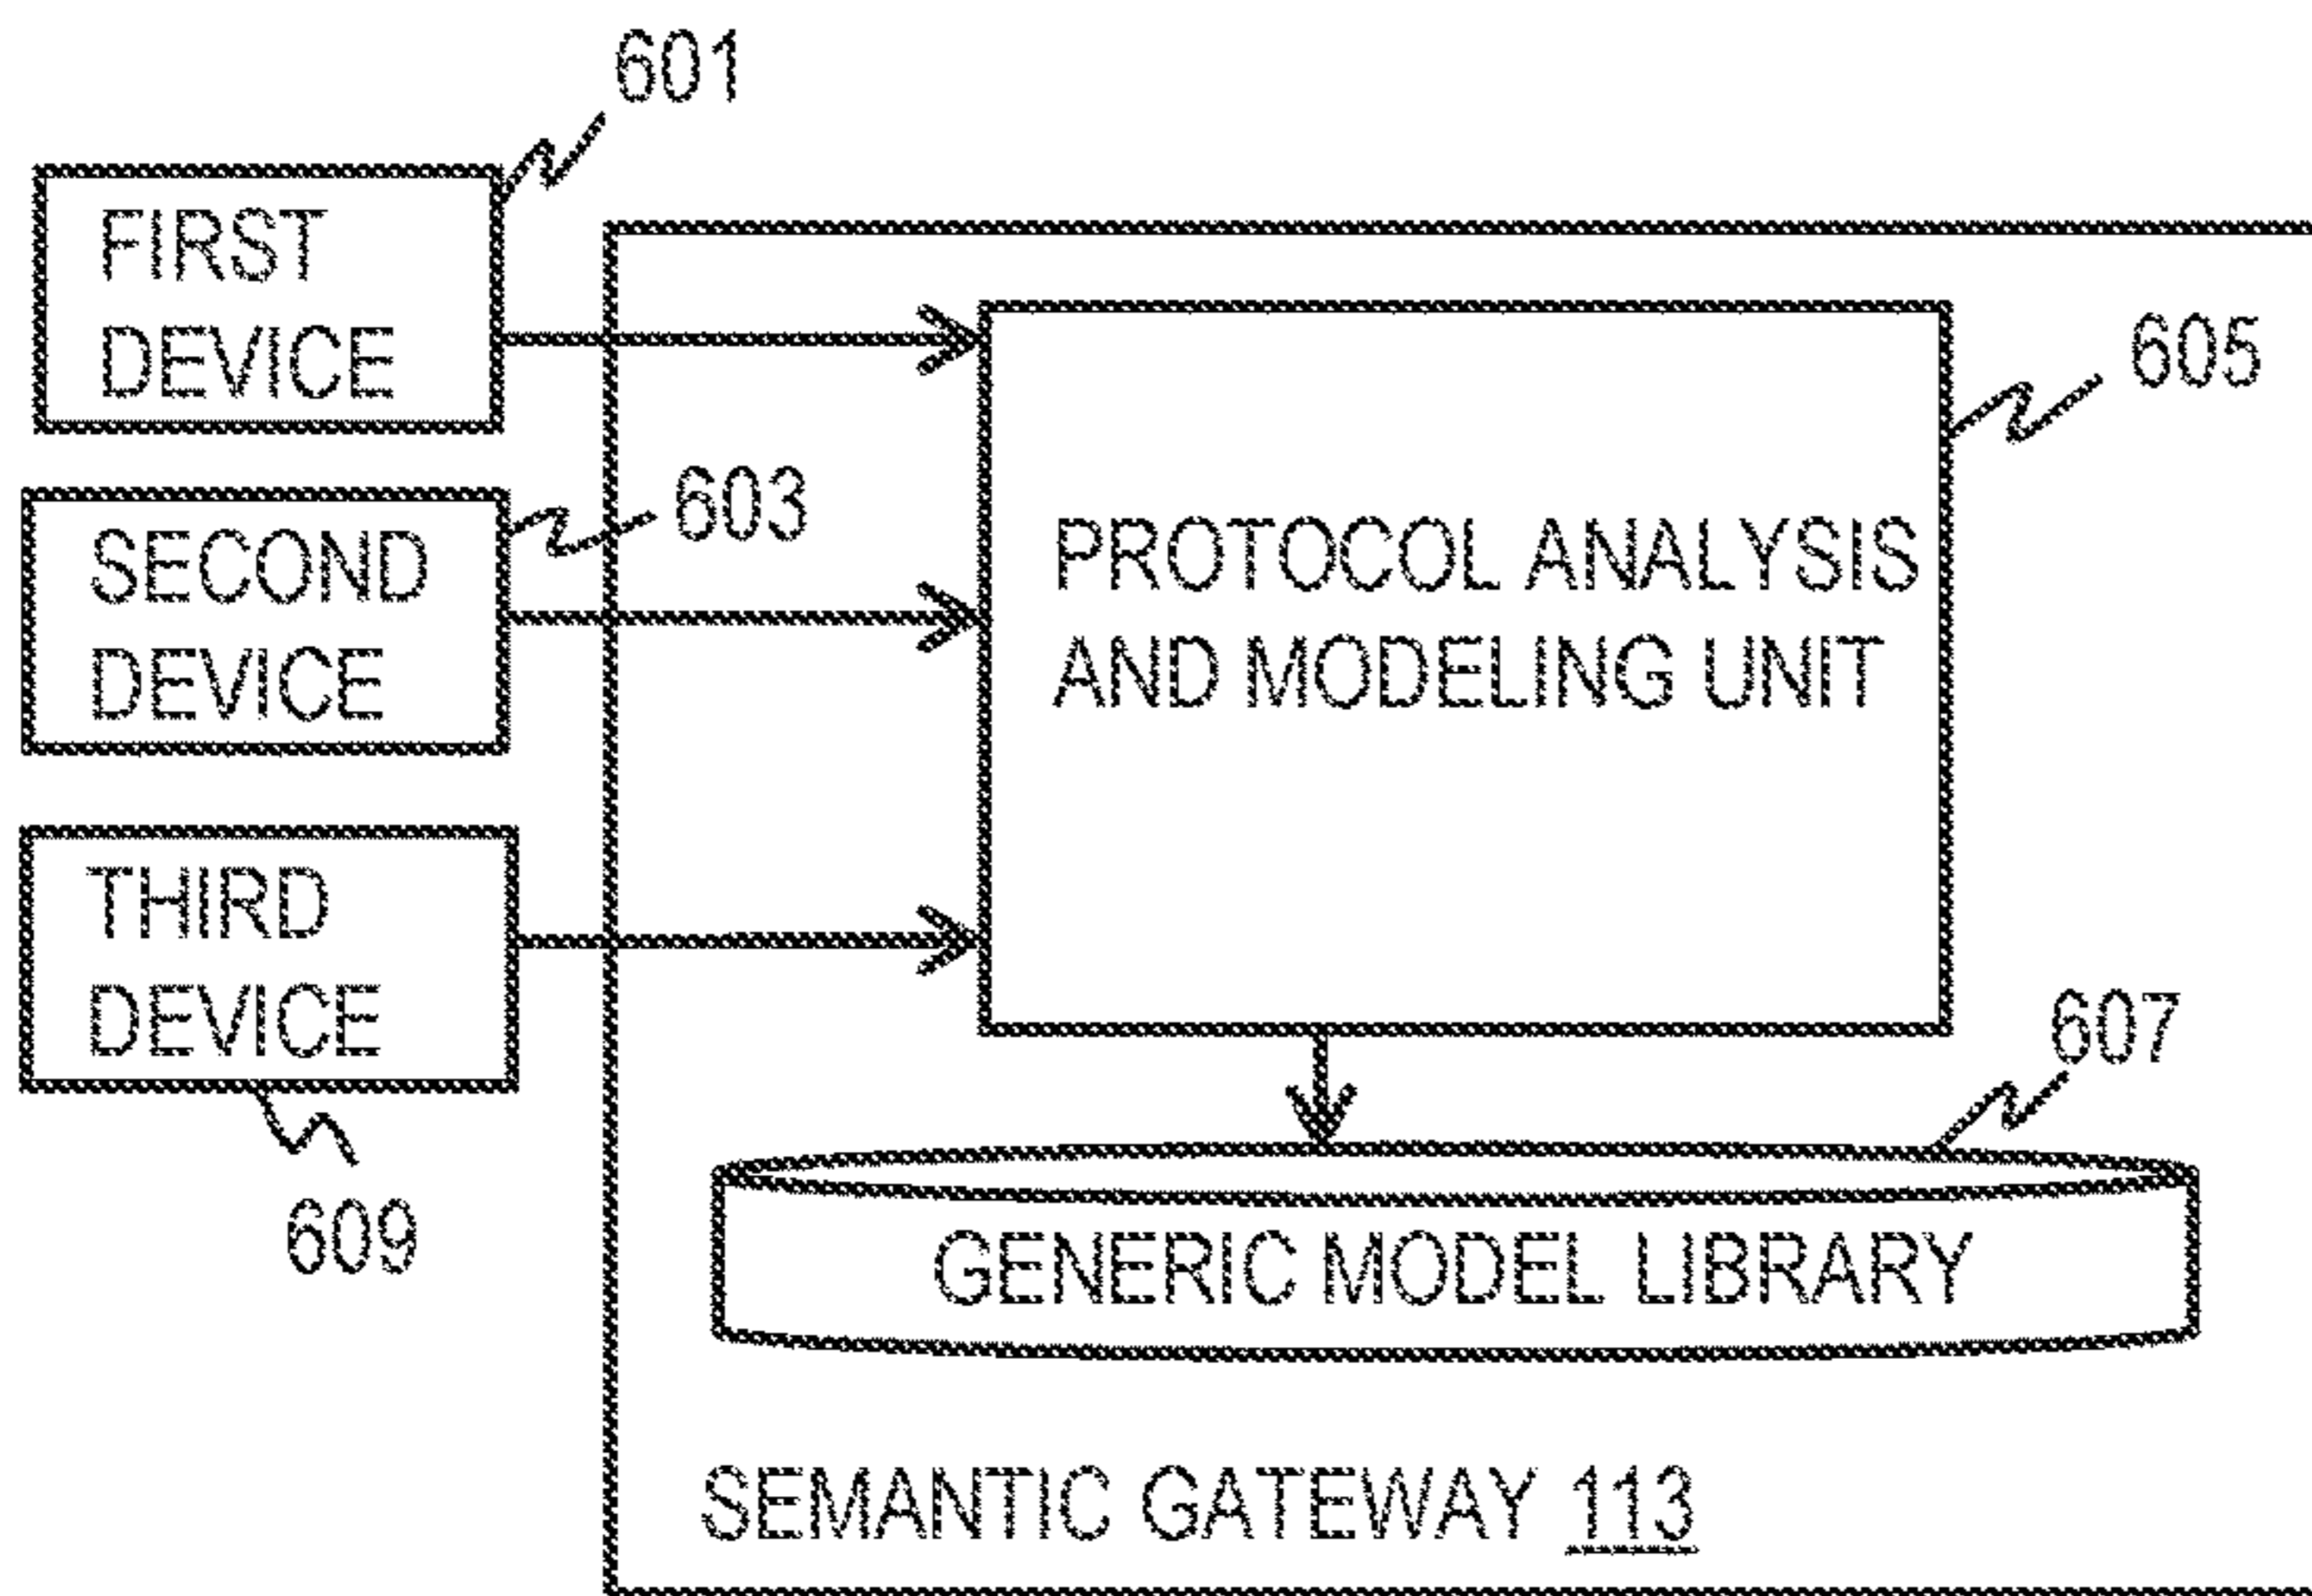 601
FIRST
DEVICE
605
603
SECOND
DEVICE
PROTOCOL ANALYSIS
AND MODELING UNIT
THIRD
DEVICE
607
609
GENERIC MODEL LIBRARY
SEMANTIC GATEWAY 113